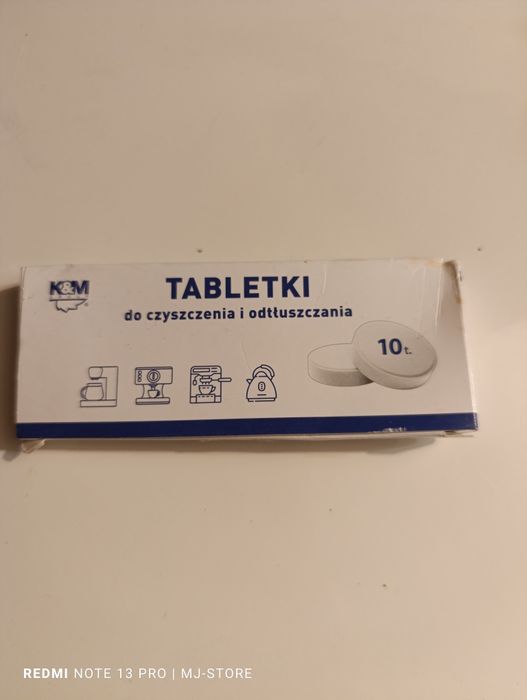 K&M
TABLETKI
do czyszczenia i odtłuszczania
10 t.
REDMI NOTE 13 PRO | MJ-STORE